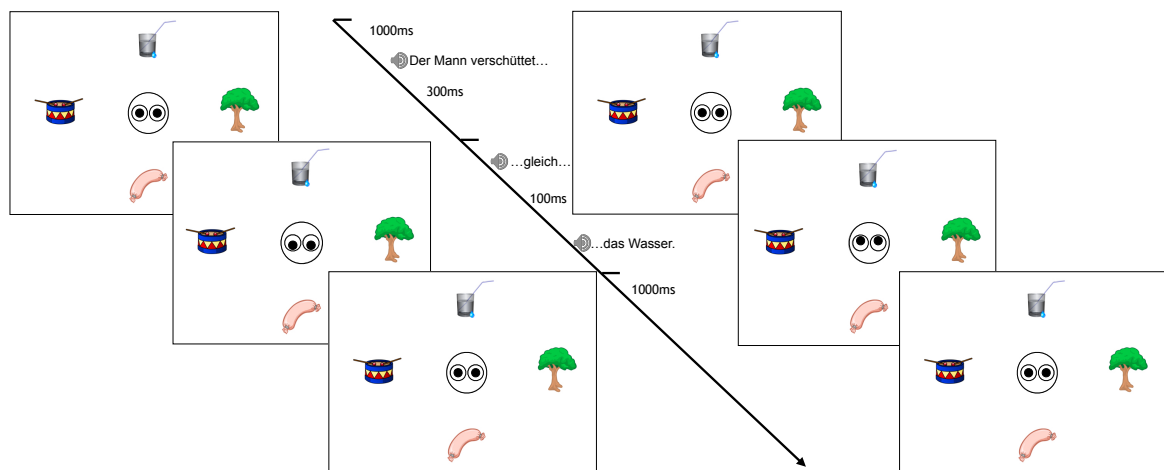 1000ms
Der Mann verschüttet…
300ms
…gleich…
100ms
…das Wasser.
1000ms